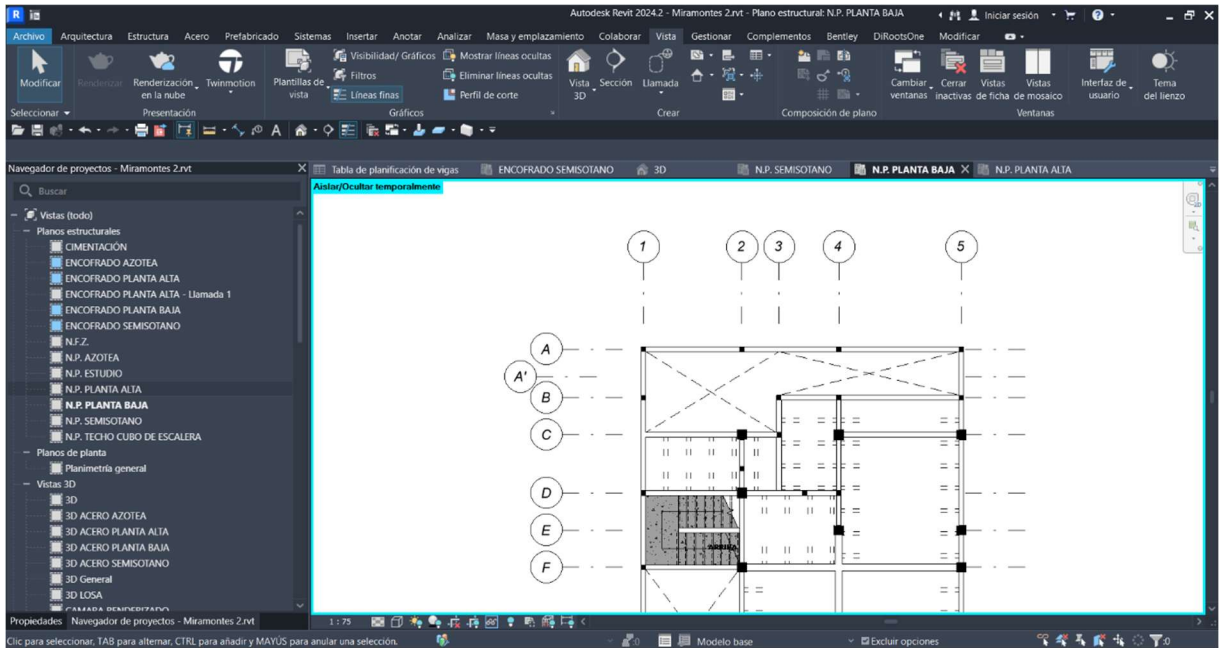 R Autodesk Revit 2024.2 - Miramontes 2.rvt - Plano estructural: N.P. PLANTA BAJA Iniciar sesión
Archivo Arquitectura Estructura Acero Prefabricado Sistemas Insertar Anotar Analizar Masa y emplazamiento Colaborar Vista Gestionar Complementos Bentley DiRootsOne Modificar
Visibilidad/ Gráficos Mostrar líneas ocultas
Filtros Eliminar líneas ocultas
Líneas finas Perfil de corte
Modificar Renderizar Renderización Twinmotion Plantillas de Vista Sección Llamada Cambiar Cerrar Vistas Vistas Interfaz de Tema
en la nube vista 3D ventanas inactivas de ficha de mosaico usuario del lienzo
Seleccionar Presentación Gráficos Crear Composición de plano Ventanas
Navegador de proyectos - Miramontes 2.rvt
Tabla de planificación de vigas ENCOFRADO SEMISOTANO 3D N.P. SEMISOTANO N.P. PLANTA BAJA N.P. PLANTA ALTA
Buscar
Vistas (todo)
Planos estructurales
CIMENTACIÓN
ENCOFRADO AZOTEA
ENCOFRADO PLANTA ALTA
ENCOFRADO PLANTA ALTA - Llamada 1
ENCOFRADO PLANTA BAJA
ENCOFRADO SEMISOTANO
N.F.Z.
N.P. AZOTEA
N.P. ESTUDIO
N.P. PLANTA ALTA
N.P. PLANTA BAJA
N.P. SEMISOTANO
N.P. TECHO CUBO DE ESCALERA
Planos de planta
Planimetría general
Vistas 3D
3D
3D ACERO AZOTEA
3D ACERO PLANTA ALTA
3D ACERO PLANTA BAJA
3D ACERO SEMISOTANO
3D General
3D LOSA
CAMARA RENDERIZADO
Propiedades Navegador de proyectos - Miramontes 2.rvt
Aislar/Ocultar temporalmente
1 2 3 4 5
A
A'
B
C
D
E
F
ARRIBA
1 : 75
Clic para seleccionar, TAB para alternar, CTRL para añadir y MAYÚS para anular una selección. :0 Modelo base Excluir opciones :0